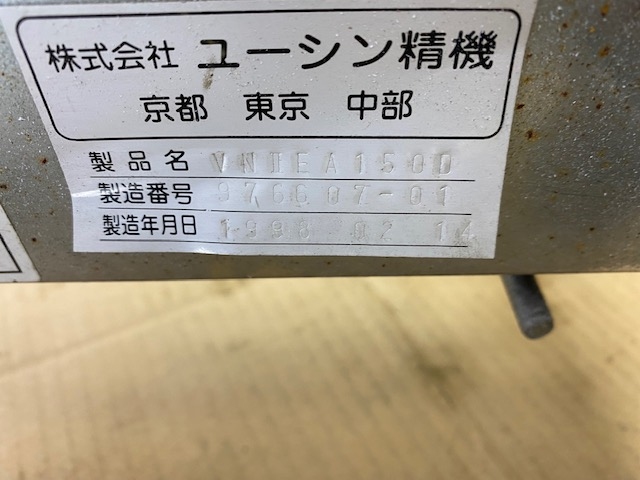 株式会社 ユーシン精機
京都 東京 中部
製品名 VNIEA1500
製造番号
製造年月日 1998 02 14